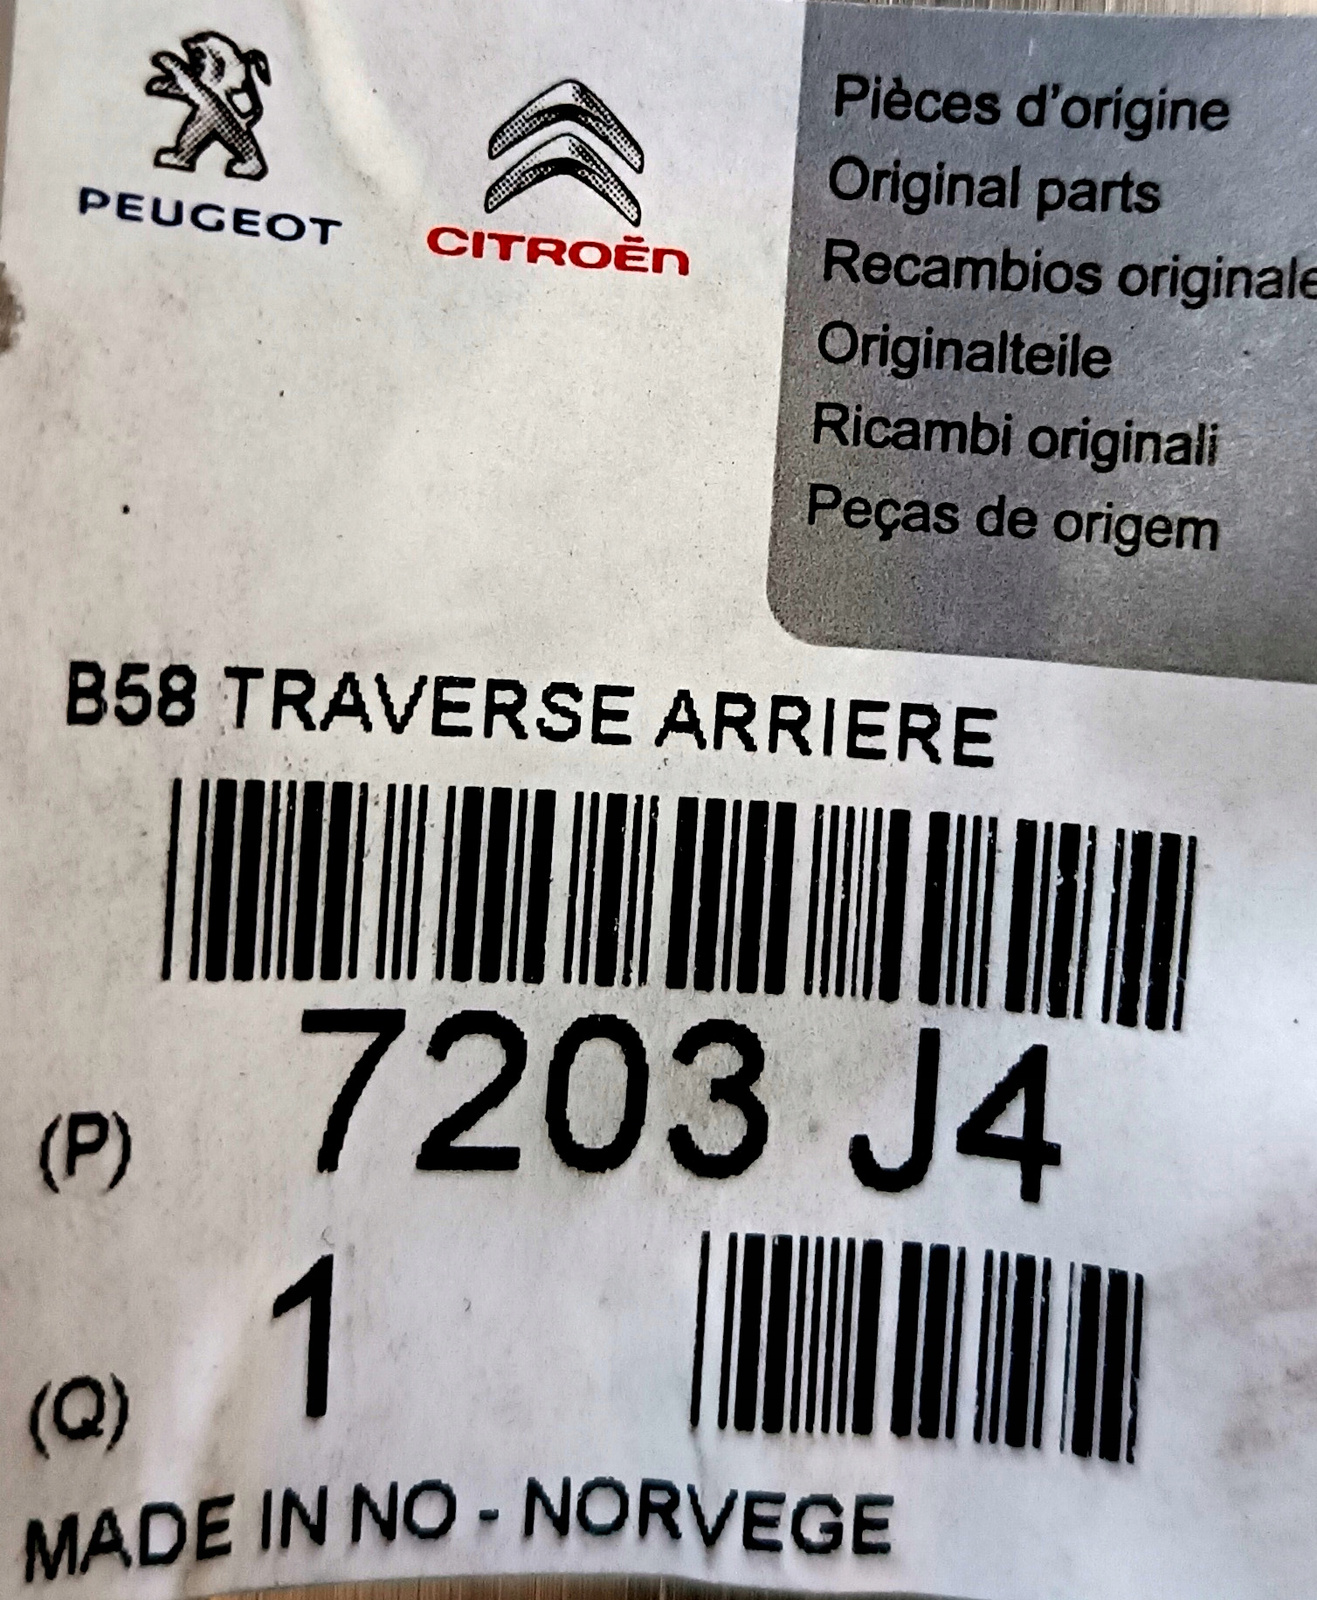 PEUGEOT
CITROËN
Pièces d'origine
Original parts
Recambios originale
Originalteile
Ricambi originali
Peças de origem
B58 TRAVERSE ARRIERE
(P) 7203 J4
(Q) 1
MADE IN NO - NORVEGE